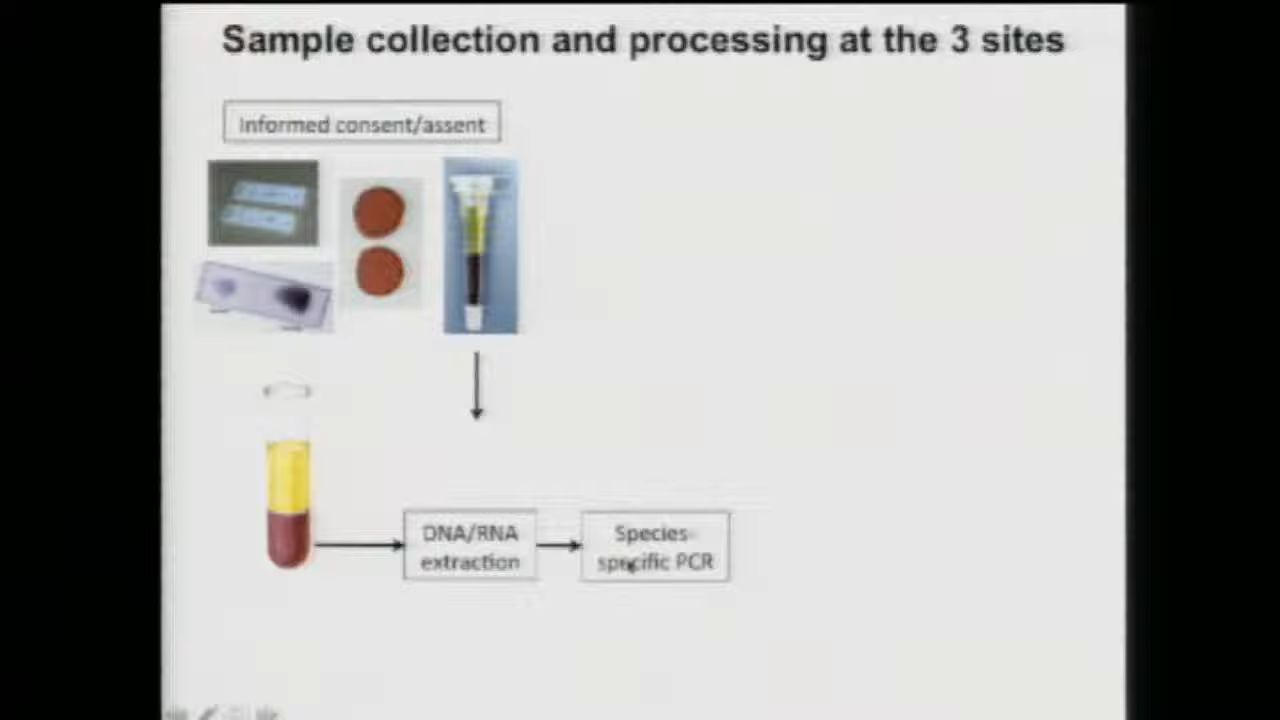 Sample collection and processing at the 3 sites
Informed consent/assent
DNA/RNA
extraction
Species-
specific PCR